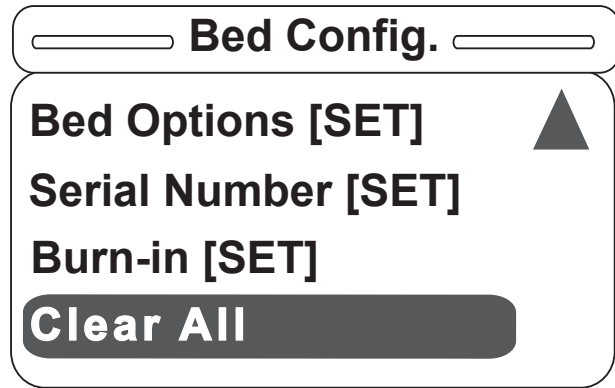 Bed Config.
Bed Options [SET]
Serial Number [SET]
Burn-in [SET]
Clear All